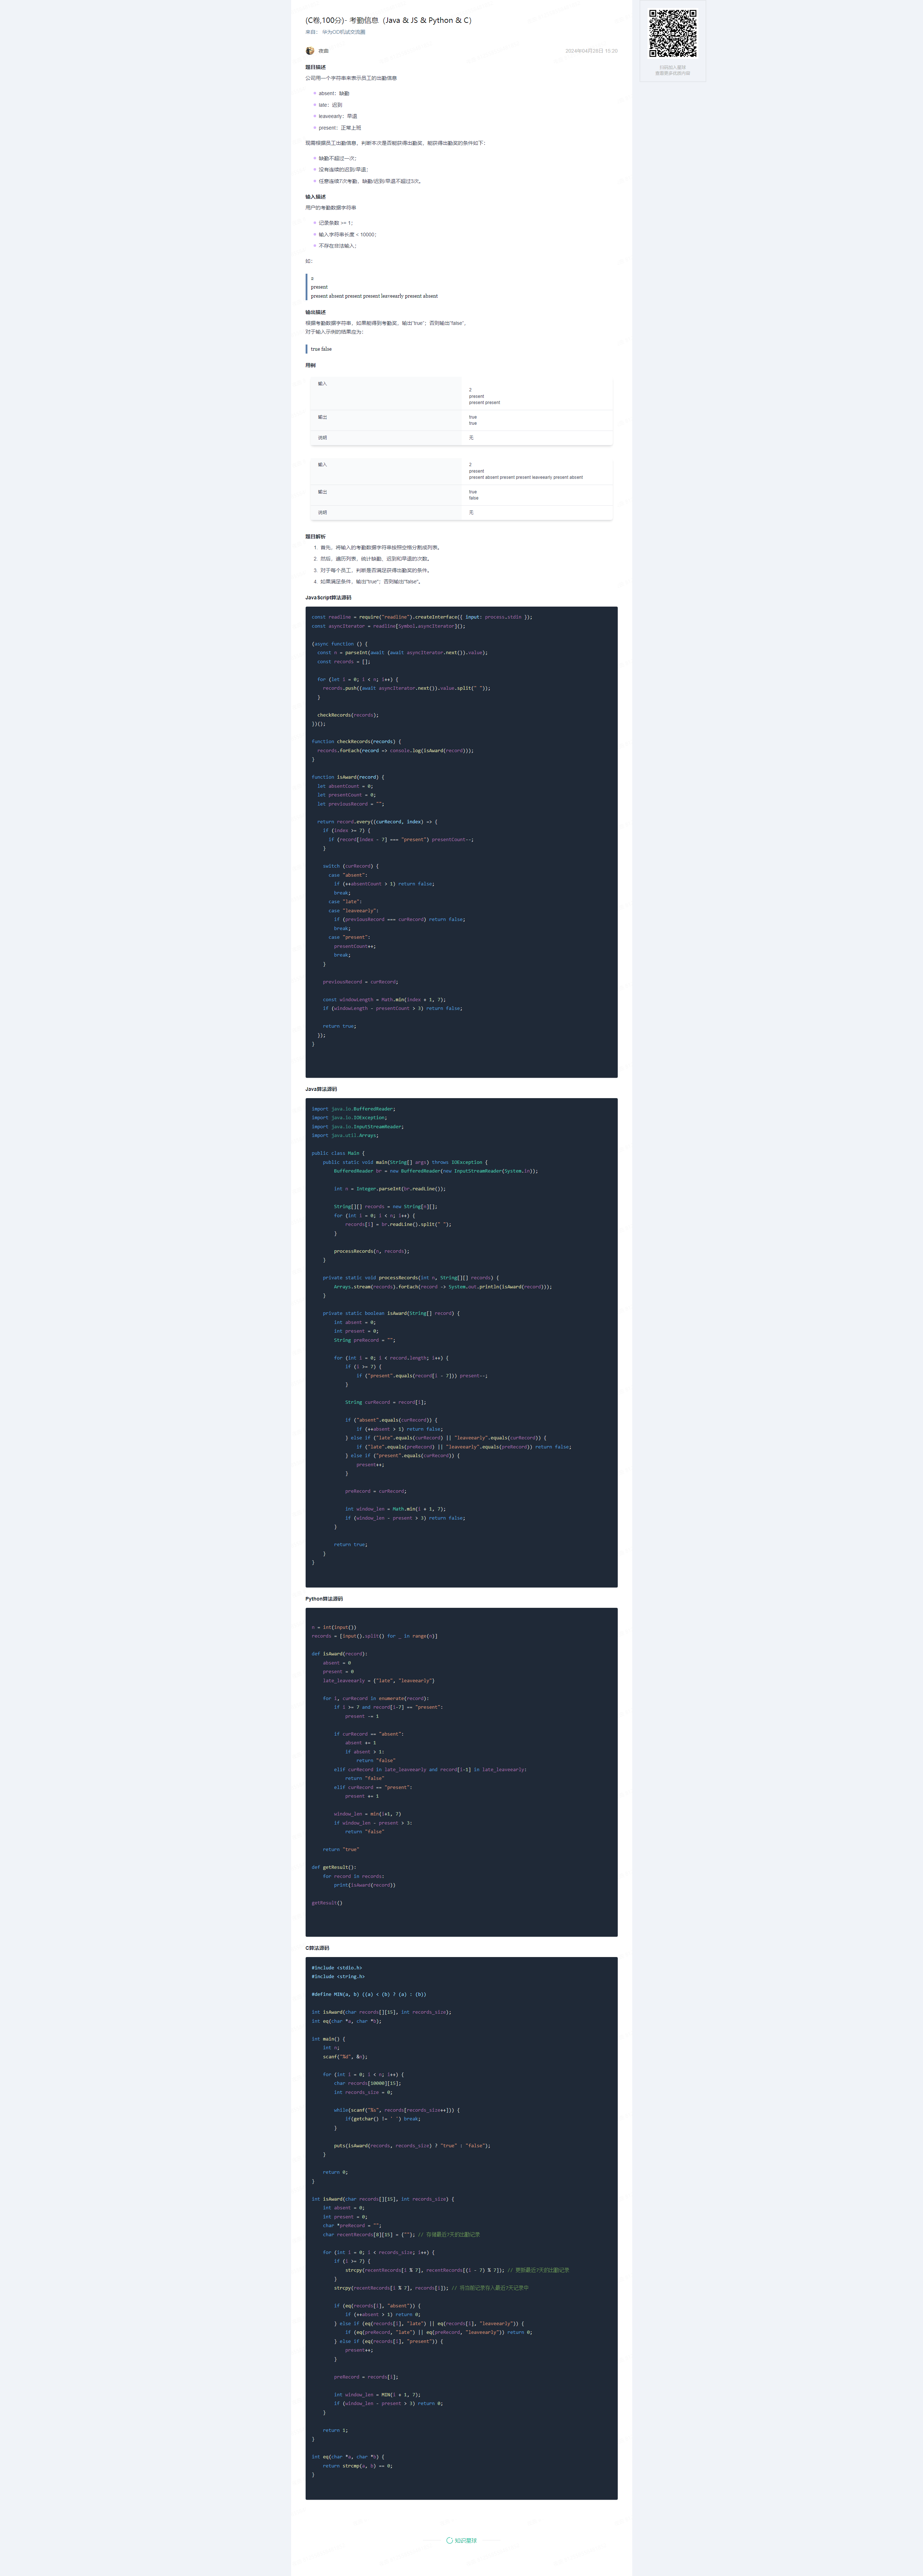 (C卷,100分)- 考勤信息（Java & JS & Python & C）
来自： 华为OD机试交流圈
2024年04月28日 15:26
扫码加入星球
查看更多优质内容
题目描述
公司用一个字符串来表示员工的出勤信息
absent：缺勤
late：迟到
leaveearly：早退
present：正常上班
现需根据员工出勤信息，判断本次是否能获得出勤奖，能获得出勤奖的条件如下：
缺勤不超过一次；
没有连续的迟到/早退；
任意连续7次考勤，缺勤/迟到/早退不超过3次。
输入描述
用户的考勤数据字符串
记录条数 >= 1；
输入字符串长度 < 10000；
不存在非法输入；
如：
2
present
present absent present present leaveearly present absent
输出描述
根据考勤数据字符串，如果能得到考勤奖，输出"true"；否则输出"false"，
对于输入示例的结果应为：
true false
用例
输入
2
present
present present
输出
true
true
说明
无
输入
2
present
present absent present present leaveearly present absent
输出
true
false
说明
无
题目解析
1. 首先，将输入的考勤数据字符串按照空格分割成列表。
2. 然后，遍历列表，统计缺勤、迟到和早退的次数。
3. 对于每个员工，判断是否满足获得出勤奖的条件。
4. 如果满足条件，输出"true"；否则输出"false"。
JavaScript算法源码
const readline = require("readline").createInterface({ input: process.stdin });
const asyncIterator = readline[Symbol.asyncIterator]();
(async function () {
const n = parseInt(await (await asyncIterator.next()).value);
const records = [];
for (let i = 0; i < n; i++) {
records.push((await asyncIterator.next()).value.split(" "));
}
checkRecords(records);
})();
function checkRecords(records) {
records.forEach(record => console.log(isAward(record)));
}
function isAward(record) {
let absentCount = 0;
let presentCount = 0;
let previousRecord = "";
return record.every((curRecord, index) => {
if (index >= 7) {
if (record[index - 7] === "present") presentCount--;
}
switch (curRecord) {
case "absent":
if (++absentCount > 1) return false;
break;
case "late":
case "leaveearly":
if (previousRecord === curRecord) return false;
break;
case "present":
presentCount++;
break;
}
previousRecord = curRecord;
const windowLength = Math.min(index + 1, 7);
if (windowLength - presentCount > 3) return false;
return true;
});
}
Java算法源码
import java.io.BufferedReader;
import java.io.IOException;
import java.io.InputStreamReader;
import java.util.Arrays;
public class Main {
public static void main(String[] args) throws IOException {
BufferedReader br = new BufferedReader(new InputStreamReader(System.in));
int n = Integer.parseInt(br.readLine());
String[][] records = new String[n][];
for (int i = 0; i < n; i++) {
records[i] = br.readLine().split(" ");
}
processRecords(n, records);
}
private static void processRecords(int n, String[][] records) {
Arrays.stream(records).forEach(record -> System.out.println(isAward(record)));
}
private static boolean isAward(String[] record) {
int absent = 0;
int present = 0;
String preRecord = "";
for (int i = 0; i < record.length; i++) {
if (i >= 7) {
if ("present".equals(record[i - 7])) present--;
}
String curRecord = record[i];
if ("absent".equals(curRecord)) {
if (++absent > 1) return false;
} else if ("late".equals(curRecord) || "leaveearly".equals(curRecord)) {
if ("late".equals(preRecord) || "leaveearly".equals(preRecord)) return false;
} else if ("present".equals(curRecord)) {
present++;
}
preRecord = curRecord;
int window_len = Math.min(i + 1, 7);
if (window_len - present > 3) return false;
}
return true;
}
}
Python算法源码
n = int(input())
records = [input().split() for _ in range(n)]
def isAward(record):
absent = 0
present = 0
late_leaveearly = ["late", "leaveearly"]
for i, curRecord in enumerate(record):
if i >= 7 and record[i-7] == "present":
present -= 1
if curRecord == "absent":
absent += 1
if absent > 1:
return "false"
elif curRecord in late_leaveearly and record[i-1] in late_leaveearly:
return "false"
elif curRecord == "present":
present += 1
window_len = min(i+1, 7)
if window_len - present > 3:
return "false"
return "true"
def getResult():
for record in records:
print(isAward(record))
getResult()
C算法源码
#include <stdio.h>
#include <string.h>
#define MIN(a, b) ((a) < (b) ? (a) : (b))
int isAward(char records[][15], int records_size);
int eq(char *a, char *b);
int main() {
int n;
scanf("%d", &n);
for (int i = 0; i < n; i++) {
char records[10000][15];
int records_size = 0;
while(scanf("%s", records[records_size++])) {
if(getchar() != ' ') break;
}
puts(isAward(records, records_size) ? "true" : "false");
}
return 0;
}
int isAward(char records[][15], int records_size) {
int absent = 0;
int present = 0;
char *preRecord = "";
char recentRecords[8][15] = {""}; // 存储最近7天的出勤记录
for (int i = 0; i < records_size; i++) {
if (i >= 7) {
strcpy(recentRecords[i % 7], recentRecords[(i - 7) % 7]); // 更新最近7天的出勤记录
}
strcpy(recentRecords[i % 7], records[i]); // 将当前记录存入最近7天记录中
if (eq(records[i], "absent")) {
if (++absent > 1) return 0;
} else if (eq(records[i], "late") || eq(records[i], "leaveearly")) {
if (eq(preRecord, "late") || eq(preRecord, "leaveearly")) return 0;
} else if (eq(records[i], "present")) {
present++;
}
preRecord = records[i];
int window_len = MIN(i + 1, 7);
if (window_len - present > 3) return 0;
}
return 1;
}
int eq(char *a, char *b) {
return strcmp(a, b) == 0;
}
知识星球